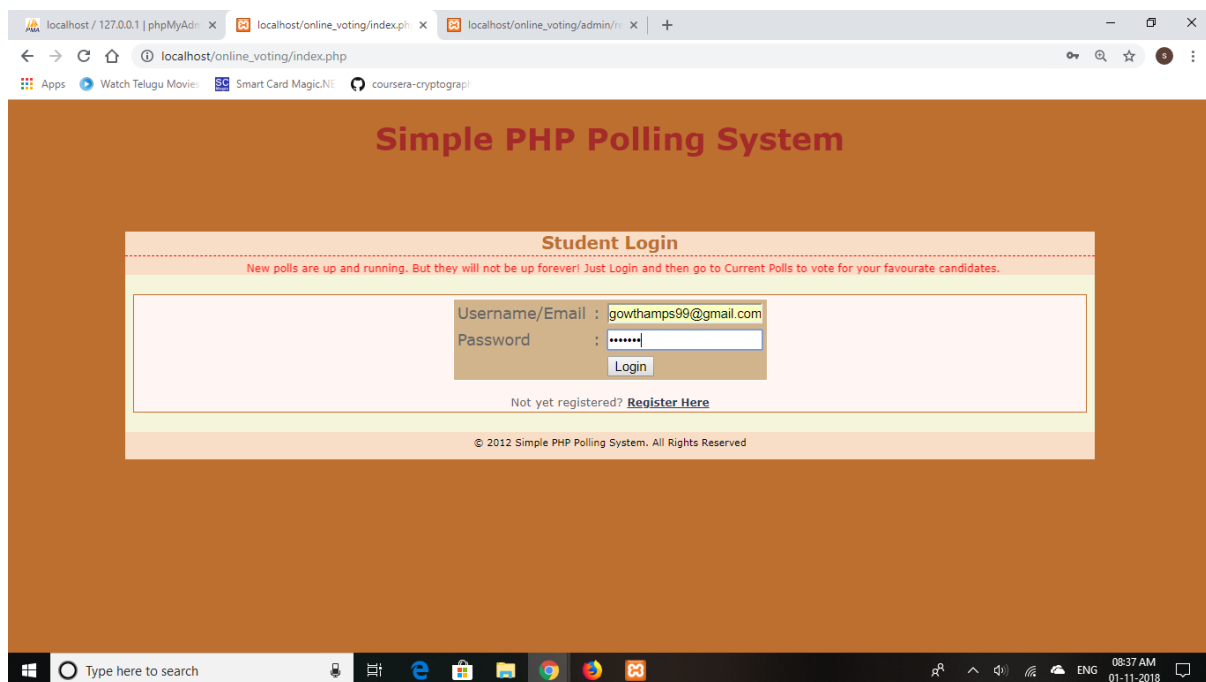 localhost / 127.0.0.1 | phpMyAdn
localhost/online_voting/index.ph
localhost/online_voting/admin/re
localhost/online_voting/index.php
Apps
Watch Telugu Movies
Smart Card Magic.NE
coursera-cryptograph
Simple PHP Polling System
Student Login
New polls are up and running. But they will not be up forever! Just Login and then go to Current Polls to vote for your favourate candidates.
Username/Email : gowthamps99@gmail.com
Password : •••••••
Login
Not yet registered? Register Here
© 2012 Simple PHP Polling System. All Rights Reserved
Type here to search
ENG
08:37 AM
01-11-2018